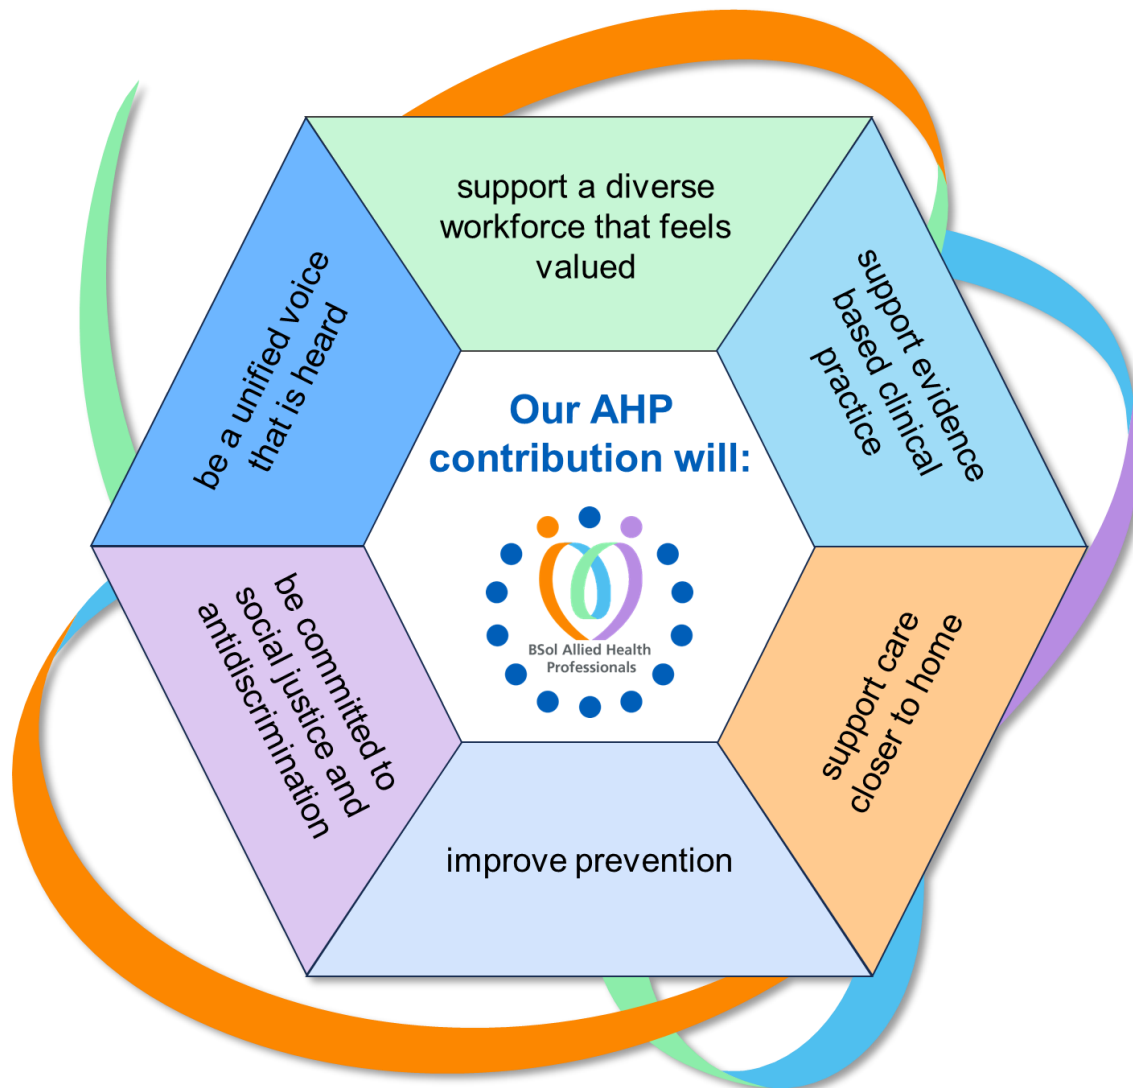 Our AHP
contribution will:
BSol Allied Health
Professionals
support a diverse
workforce that feels
valued
support evidence
based clinical
practice
support care
closer to home
improve prevention
be committed to
social justice and
antidiscrimination
be a unified voice
that is heard